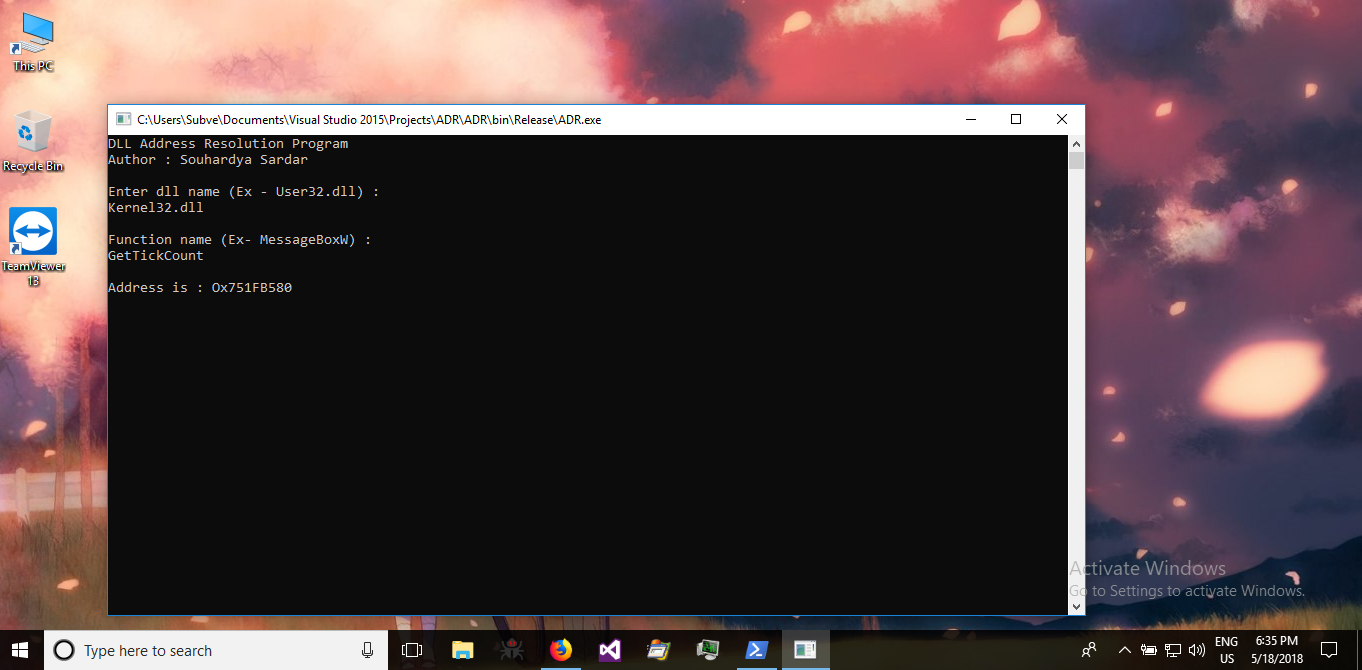 This PC
Recycle Bin
TeamViewer
13
C:\Users\Subve\Documents\Visual Studio 2015\Projects\ADR\ADR\bin\Release\ADR.exe
DLL Address Resolution Program
Author : Souhardya Sardar
Enter dll name (Ex - User32.dll) :
Kernel32.dll
Function name (Ex- MessageBoxW) :
GetTickCount
Address is : Ox751FB580
Activate Windows
Go to Settings to activate Windows.
Type here to search
ENG
US
6:35 PM
5/18/2018